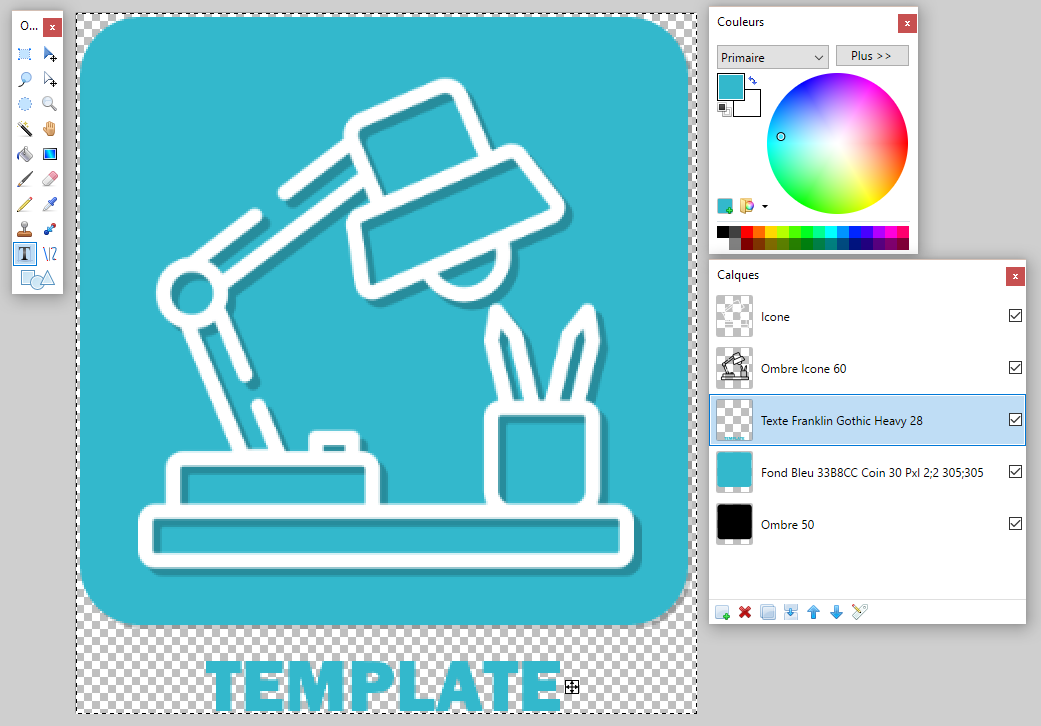 O...
Couleurs
Primaire
Plus >>
Calques
Icone
Ombre Icone 60
Texte Franklin Gothic Heavy 28
Fond Bleu 33B8CC Coin 30 Pxl 2;2 305;305
Ombre 50
TEMPLATE